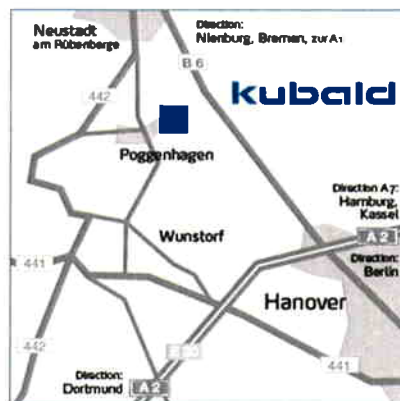 Neustadt
am Rübenberge
Direction:
Nienburg, Bremen, zur A1
B 6
442
kubald
Poggenhagen
Direction A7:
Hamburg,
Kassel
A 2
Direction:
Berlin
Wunstorf
441
Hanover
442
441
Direction:
Dortmund
A 2